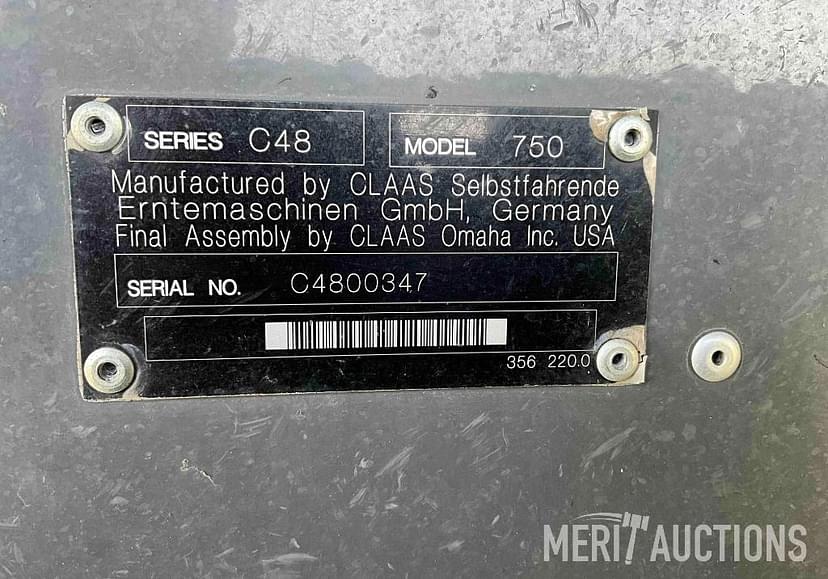 SERIES C48
MODEL 750
Manufactured by CLAAS Selbstfahrende
Erntemaschinen GmbH, Germany
Final Assembly by CLAAS Omaha Inc. USA
SERIAL NO. C4800347
356 220.0
MERIT AUCTIONS